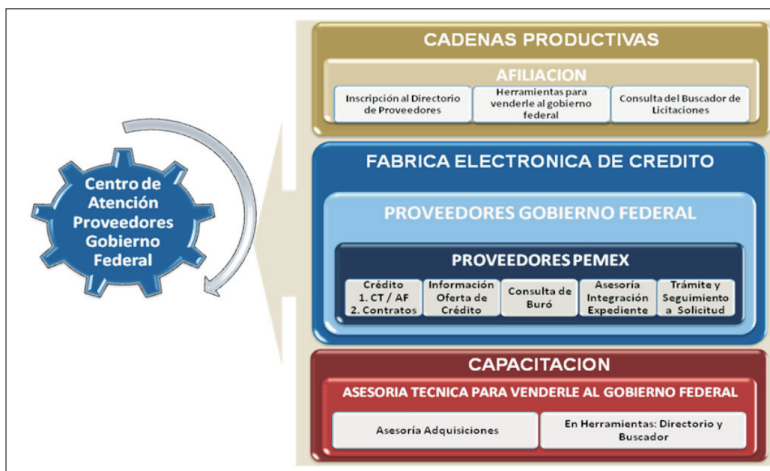 Centro de
Atención
Proveedores
Gobierno
Federal
CADENAS PRODUCTIVAS
AFILIACION
Inscripción al Directorio
de Proveedores
Herramientas para
venderle al gobierno
federal
Consulta del Buscador de
Licitaciones
FABRICA ELECTRONICA DE CREDITO
PROVEEDORES GOBIERNO FEDERAL
PROVEEDORES PEMEX
Crédito
1. CT / AF
2. Contratos
Información
Oferta de
Crédito
Consulta de
Buró
Asesoría
Integración
Expediente
Trámite y
Seguimiento
a Solicitud
CAPACITACION
ASESORIA TECNICA PARA VENDERLE AL GOBIERNO FEDERAL
Asesoría Adquisiciones
En Herramientas: Directorio y
Buscador